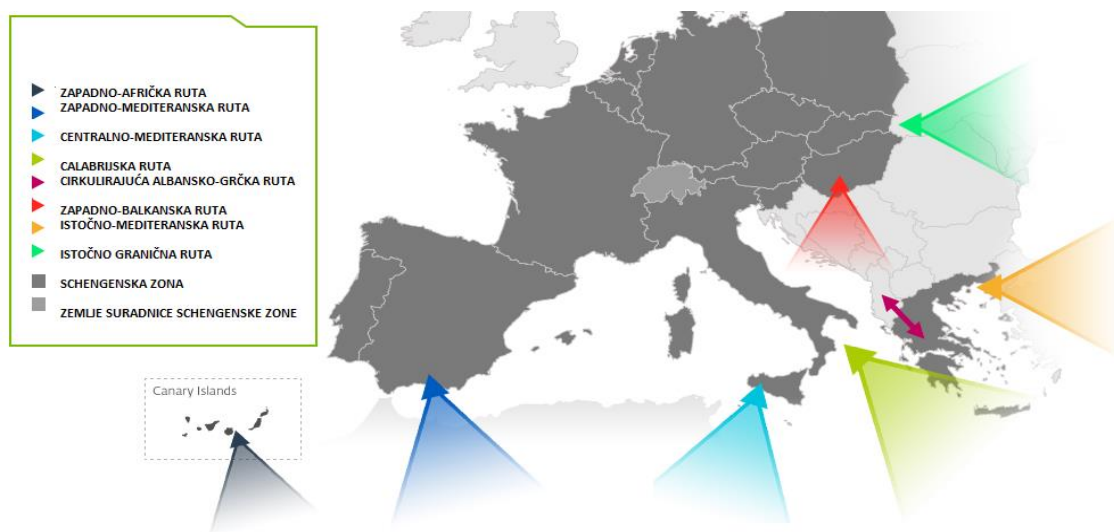 ZAPADNO-AFRIČKA RUTA
ZAPADNO-MEDITERANSKA RUTA
CENTRALNO-MEDITERANSKA RUTA
CALABRIJSKA RUTA
CIRKULIRAJUĆA ALBANSKO-GRČKA RUTA
ZAPADNO-BALKANSKA RUTA
ISTOČNO-MEDITERANSKA RUTA
ISTOČNO GRANIČNA RUTA
SCHENGENSKA ZONA
ZEMLJE SURADNICE SCHENGENSKE ZONE
Canary Islands